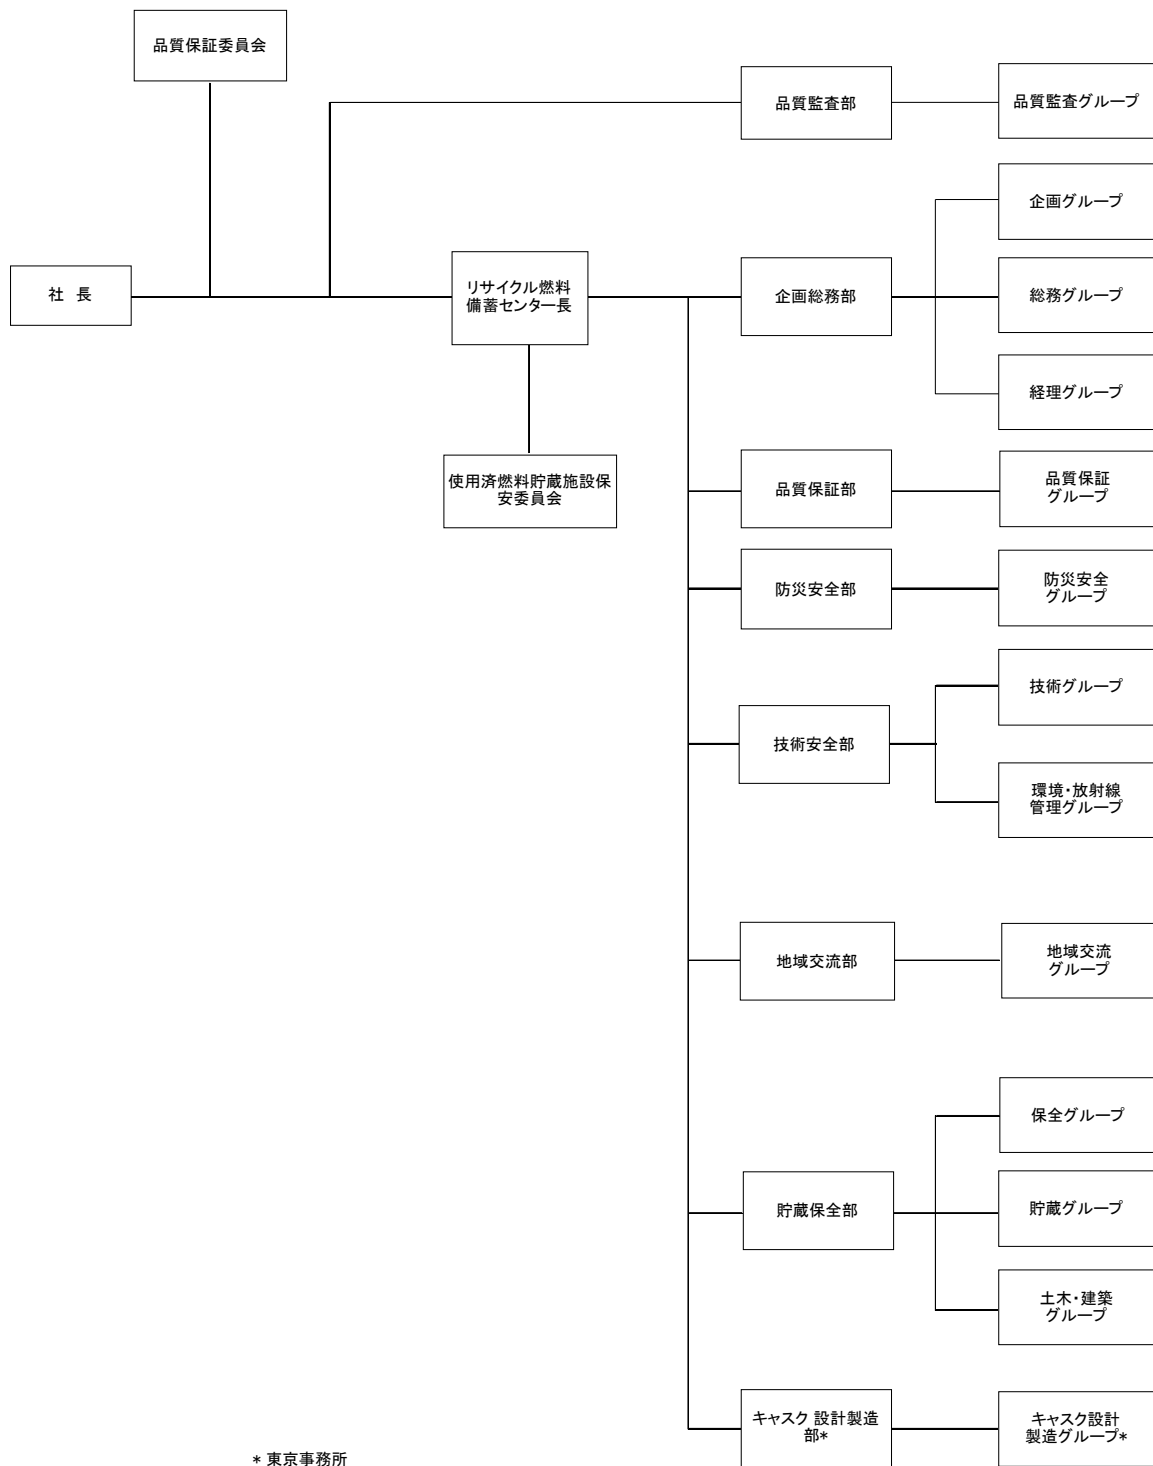 品質保証委員会
品質監査部
品質監査グループ
企画グループ
社 長
リサイクル燃料
備蓄センター長
企画総務部
総務グループ
経理グループ
使用済燃料貯蔵施設保
安委員会
品質保証部
品質保証
グループ
防災安全部
防災安全
グループ
技術グループ
技術安全部
環境・放射線
管理グループ
地域交流部
地域交流
グループ
保全グループ
貯蔵保全部
貯蔵グループ
土木・建築
グループ
キャスク 設計製造
部*
キャスク設計
製造グループ*
* 東京事務所